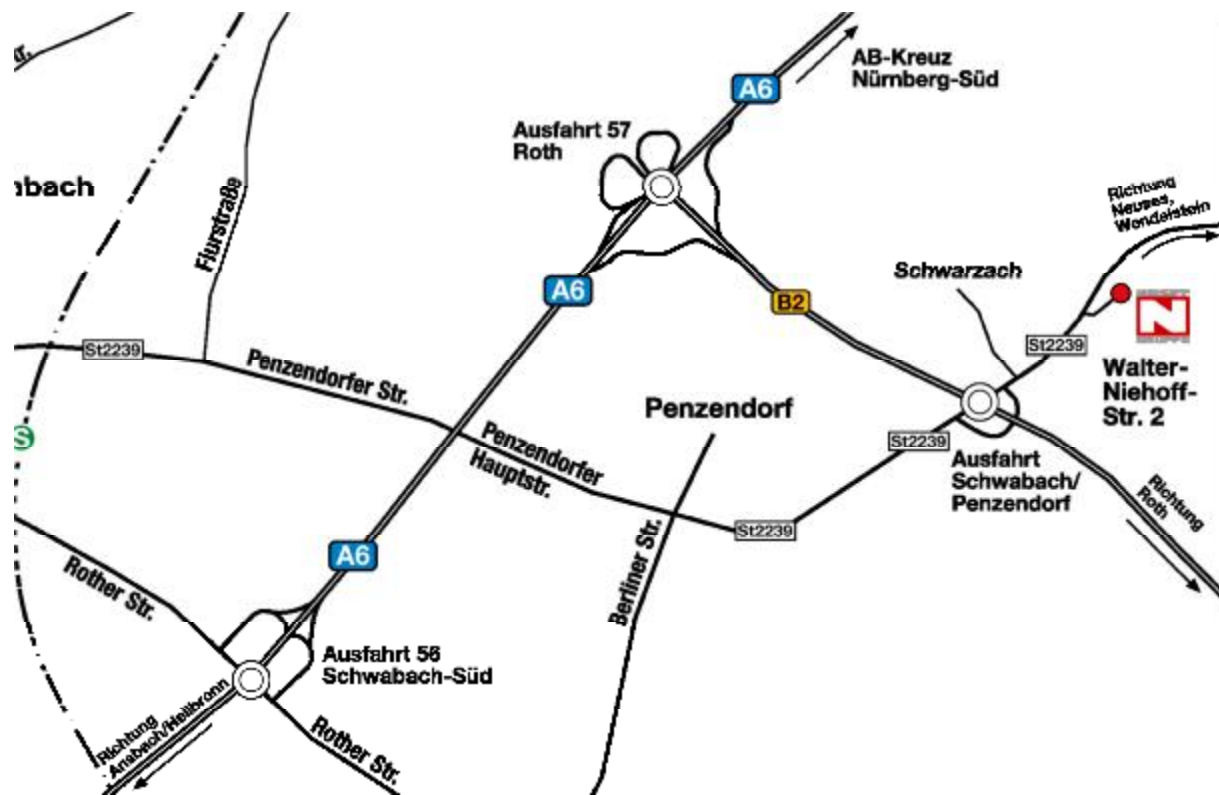 AB-Kreuz
Nürnberg-Süd
A6
Ausfahrt 57
Roth
Richtung
Neuses,
Wendelstein
Flurstraße
A6
B2
Schwarzach
N
St2239
St2239
Penzendorfer Str.
Walter-
Niehoff-
Str. 2
Penzendorf
Penzendorfer
Hauptstr.
St2239
Ausfahrt
Schwabach/
Penzendorf
S
Richtung
Roth
St2239
A6
Berliner Str.
Rother Str.
Ausfahrt 56
Schwabach-Süd
Richtung
Ansbach/Heilbronn
Rother Str.